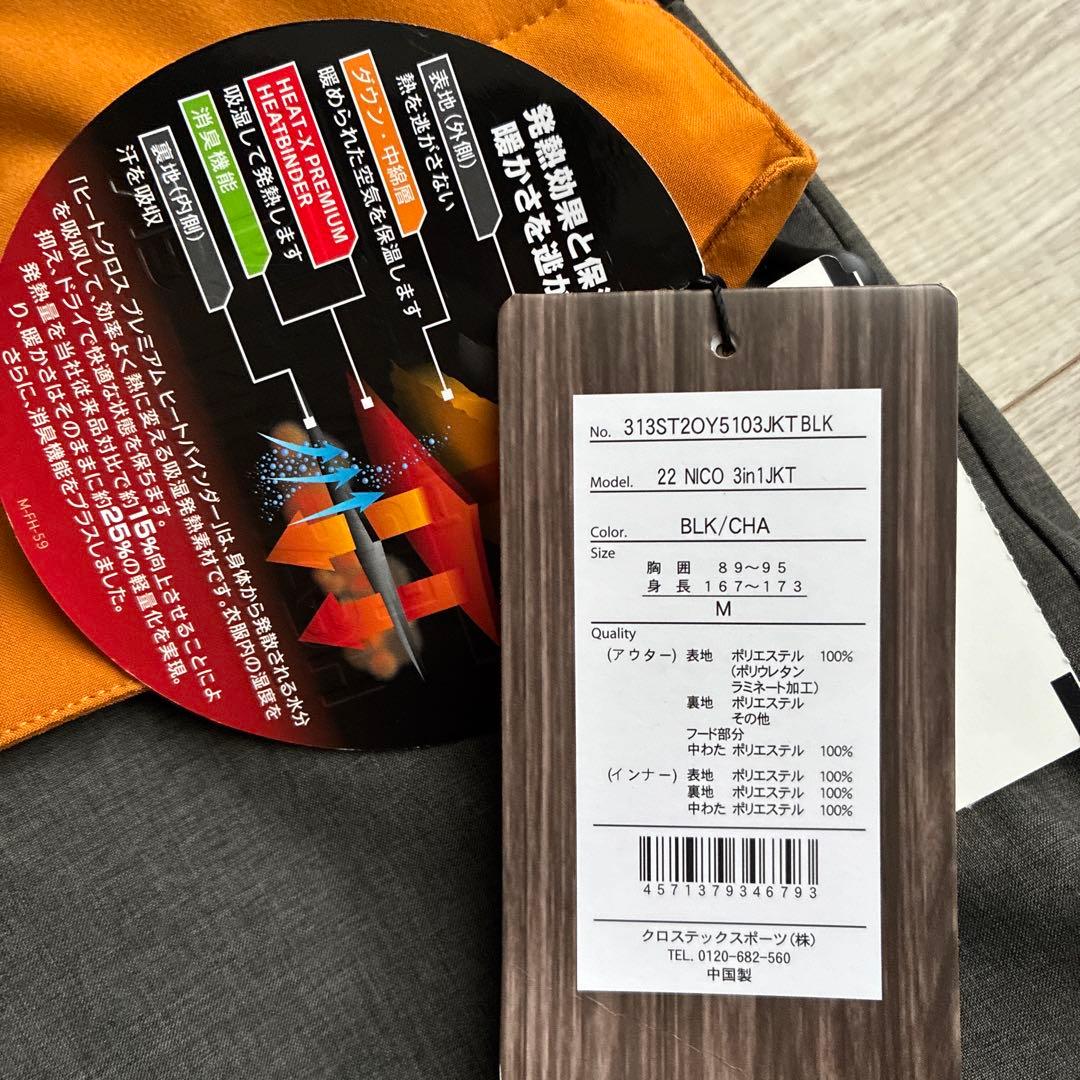 発熱効果と保
暖かさを逃が
表地(外側)
熱を逃がさない
ダウン・中綿層
暖められた空気を保温します
HEAT-X PREMIUM
HEATBINDER
吸湿して発熱します
消臭機能
裏地(内側)
汗を吸収
「ヒートクロス プレミアム ヒートバインダー」は、身体から発散される水分
を吸収して、効率よく熱に変える吸湿発熱素材です。衣服内の湿度を
抑え、ドライで快適な状態を保ちます。
発熱量を当社従来品対比で約15%向上させることによ
り、暖かさはそのままに約25%の軽量化を実現。
さらに、消臭機能をプラスしました。
M-FH-59
No. 313ST2OY5103JKTBLK
Model. 22 NICO 3in1JKT
Color. BLK/CHA
Size
胸囲 89～95
身長 167～173
M
Quality
(アウター) 表地 ポリエステル 100%
(ポリウレタン
ラミネート加工)
裏地 ポリエステル
その他
フード部分
中わた ポリエステル 100%
(インナー) 表地 ポリエステル 100%
裏地 ポリエステル 100%
中わた ポリエステル 100%
4571379346793
クロステックスポーツ(株)
TEL. 0120-682-560
中国製